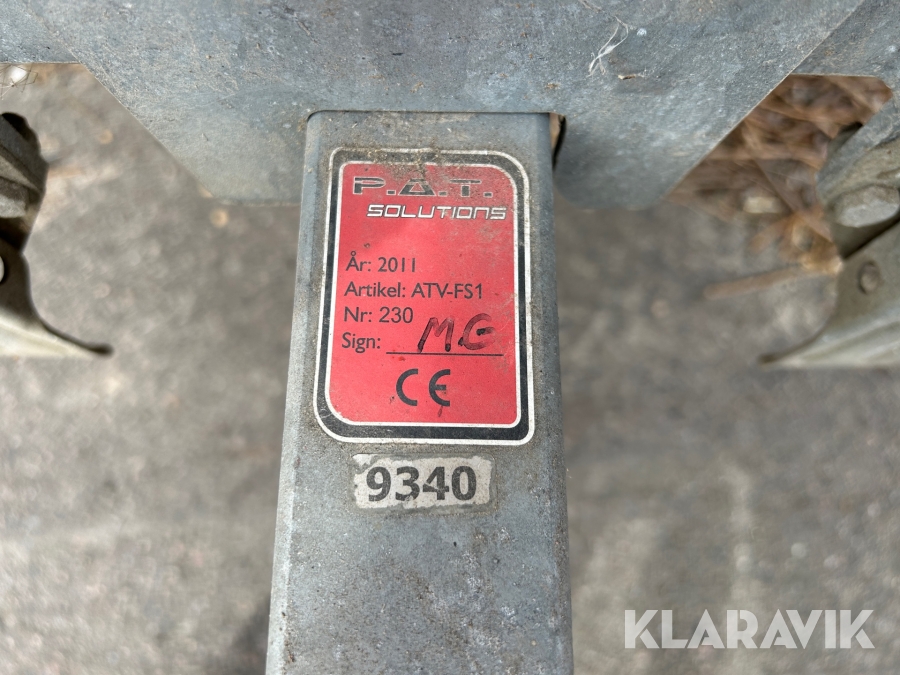 P.A.T.
SOLUTIONS
År: 2011
Artikel: ATV-FS1
Nr: 230
Sign: MG
CE
9340
KLARAVIK